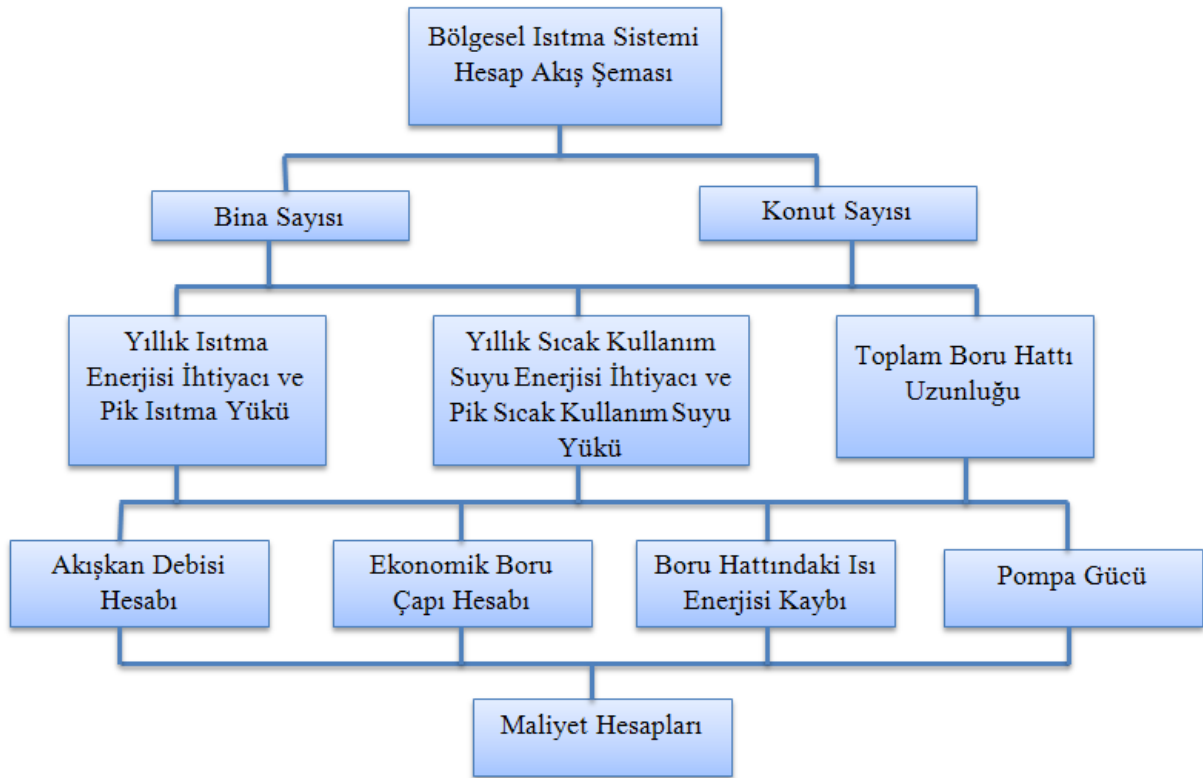 Bölgesel Isıtma Sistemi
Hesap Akış Şeması
Bina Sayısı
Konut Sayısı
Yıllık Isıtma
Enerjisi İhtiyacı ve
Pik Isıtma Yükü
Yıllık Sıcak Kullanım
Suyu Enerjisi İhtiyacı ve
Pik Sıcak Kullanım Suyu
Yükü
Toplam Boru Hattı
Uzunluğu
Akışkan Debisi
Hesabı
Ekonomik Boru
Çapı Hesabı
Boru Hattındaki Isı
Enerjisi Kaybı
Pompa Gücü
Maliyet Hesapları